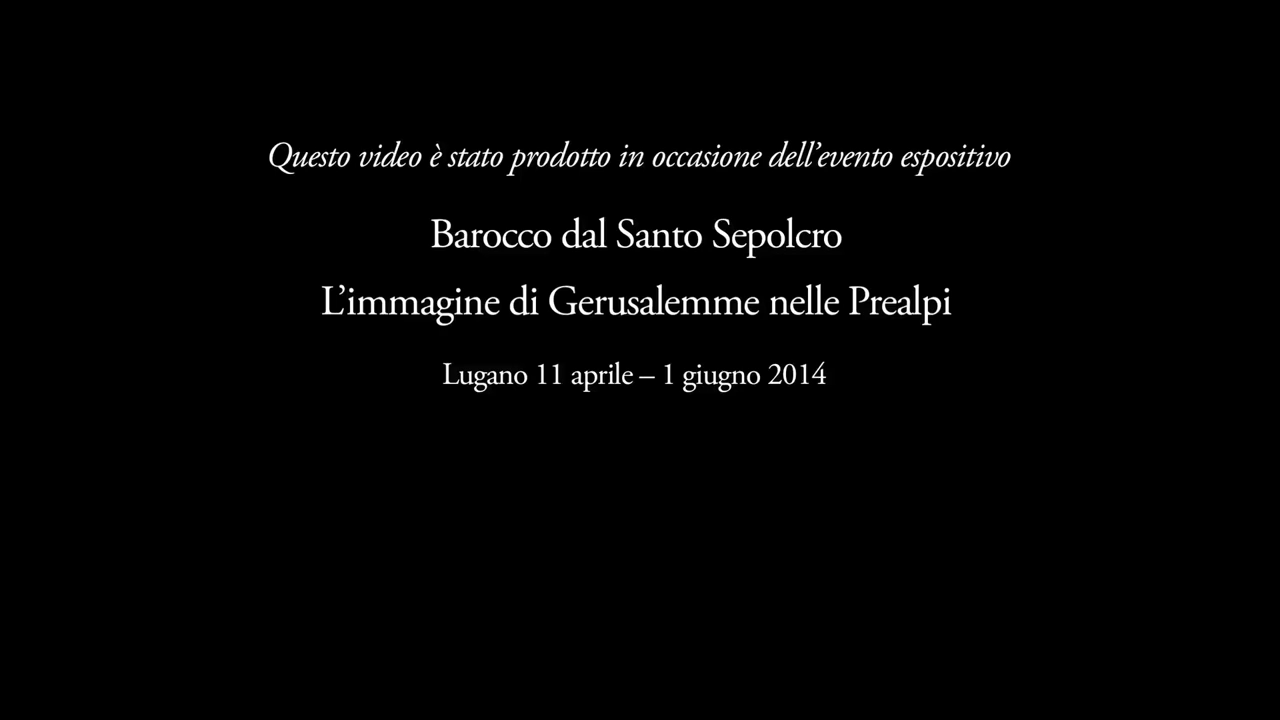 Questo video è stato prodotto in occasione dell’evento espositivo
Barocco dal Santo Sepolcro
L’immagine di Gerusalemme nelle Prealpi
Lugano 11 aprile – 1 giugno 2014